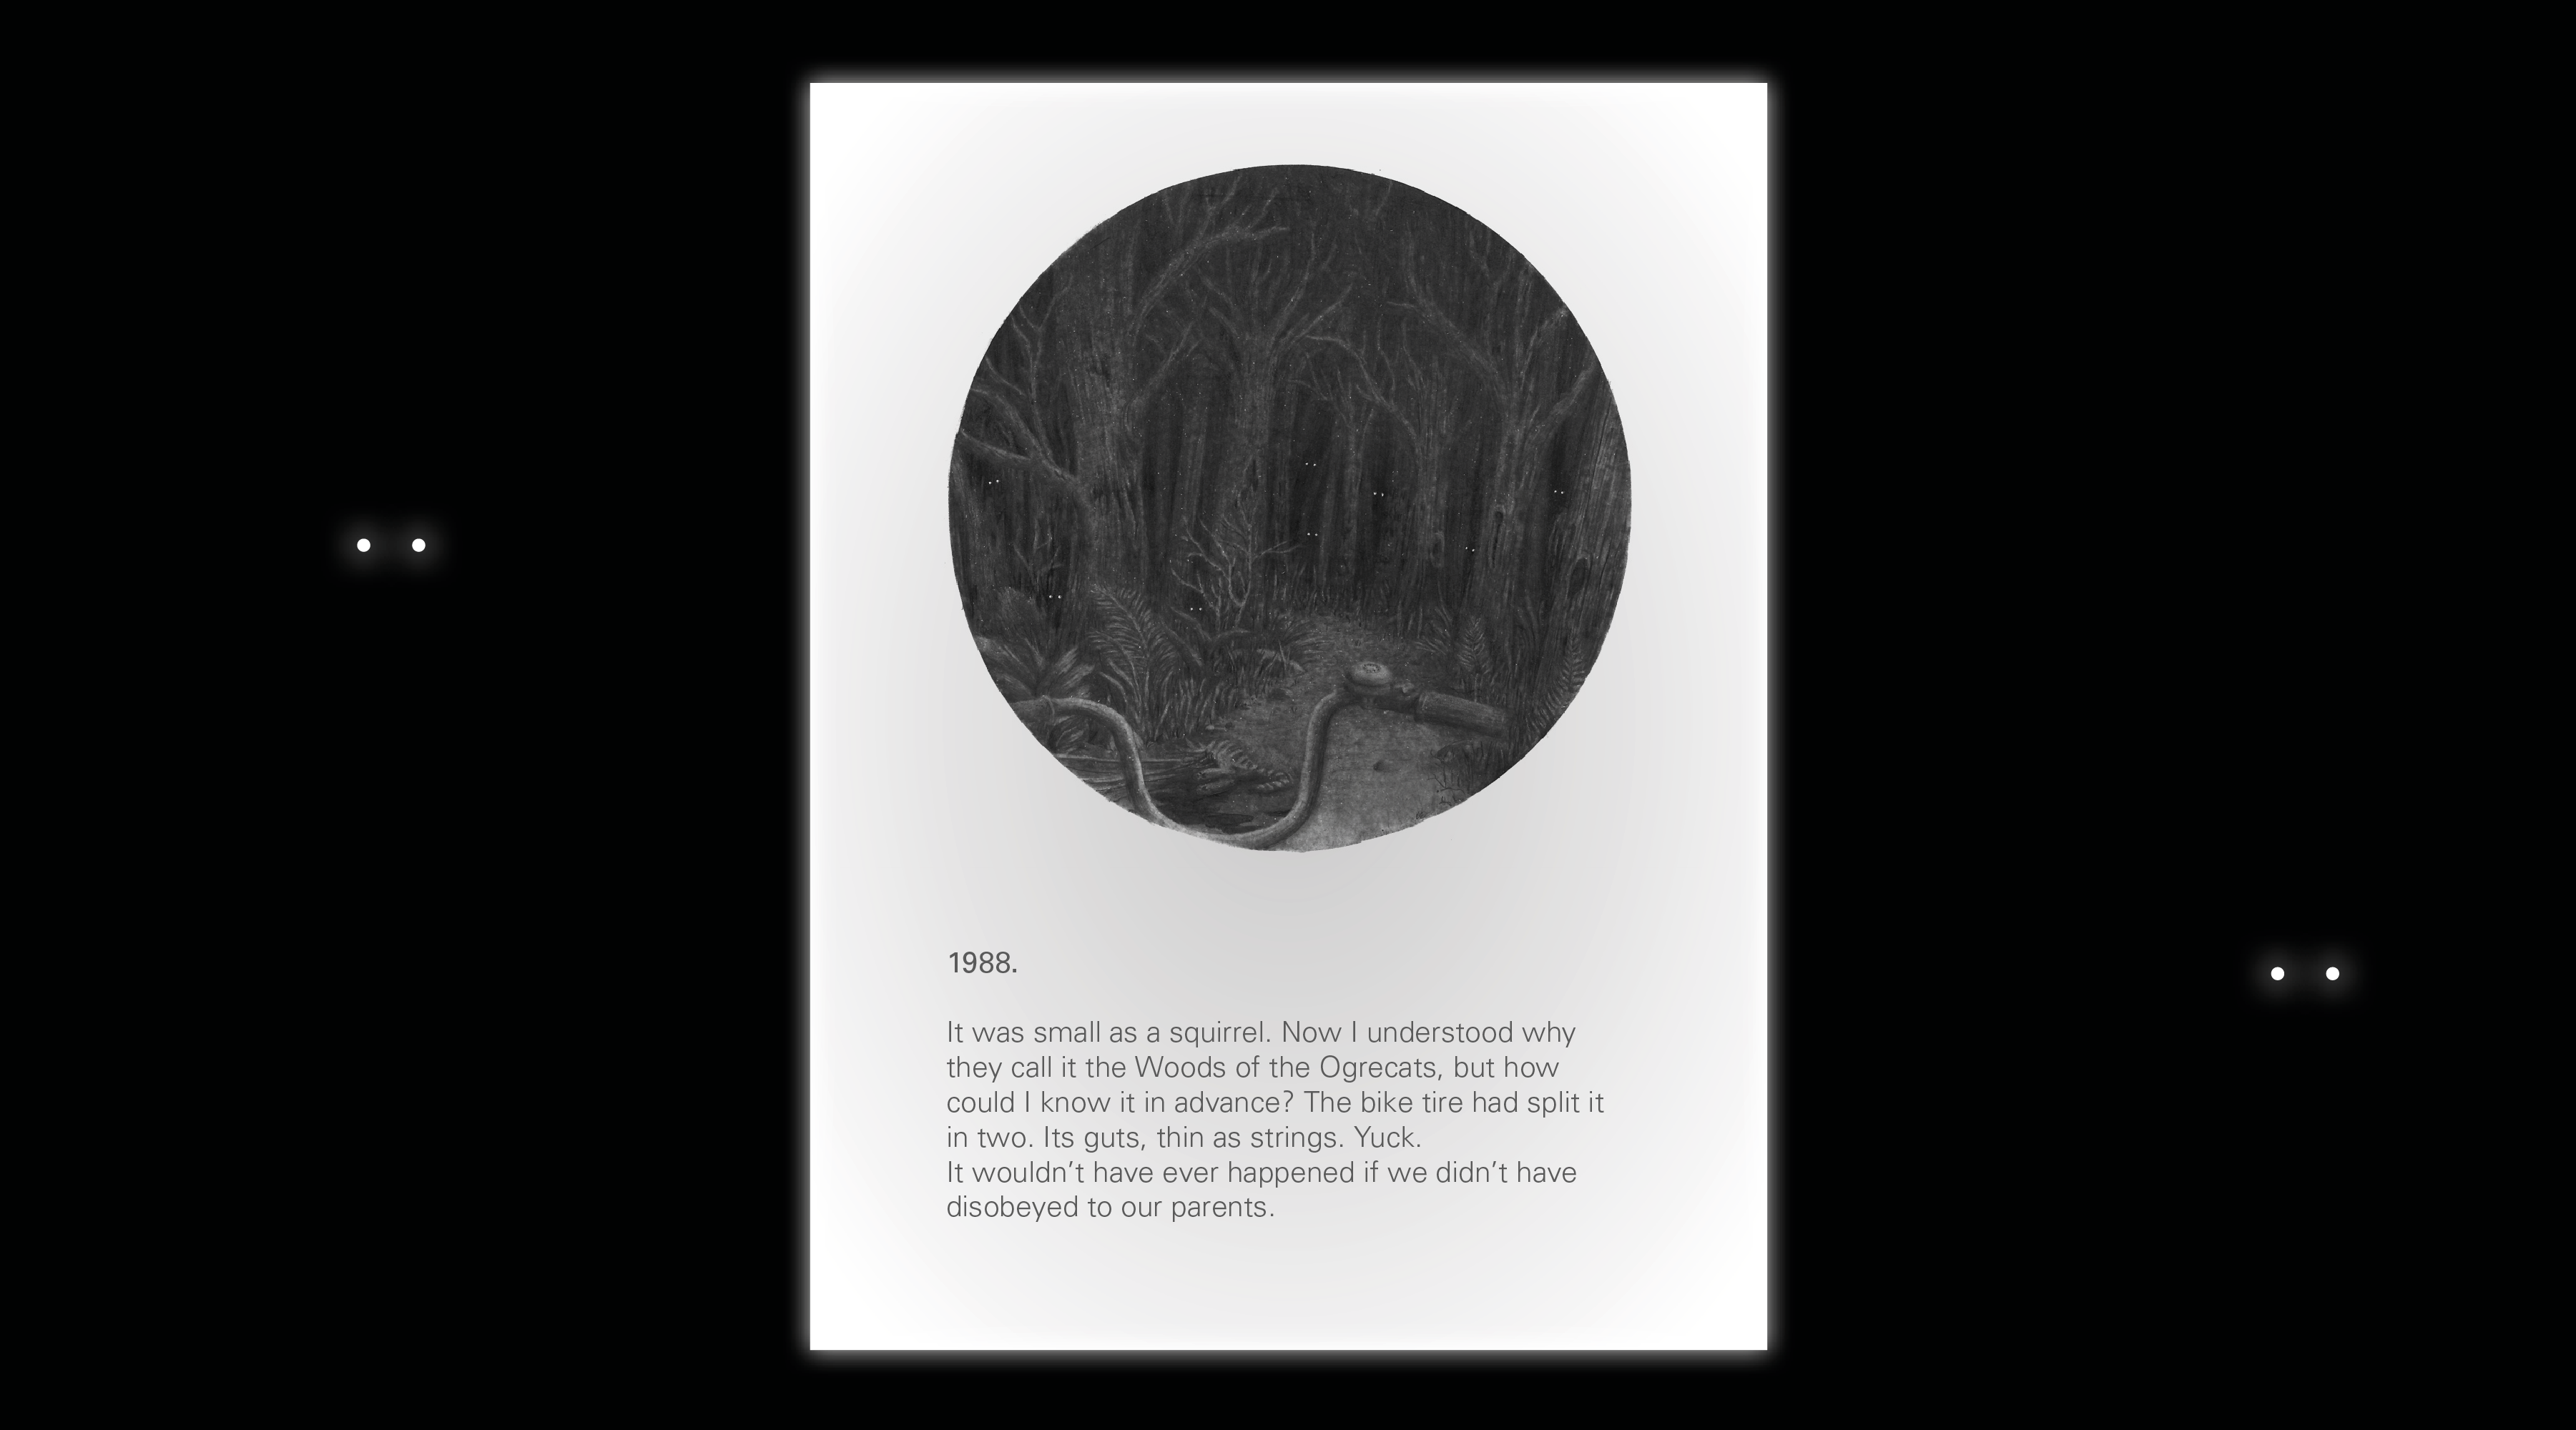 1988.
It was small as a squirrel. Now I understood why
they call it the Woods of the Ogrecats, but how
could I know it in advance? The bike tire had split it
in two. Its guts, thin as strings. Yuck.
It wouldn’t have ever happened if we didn’t have
disobeyed to our parents.